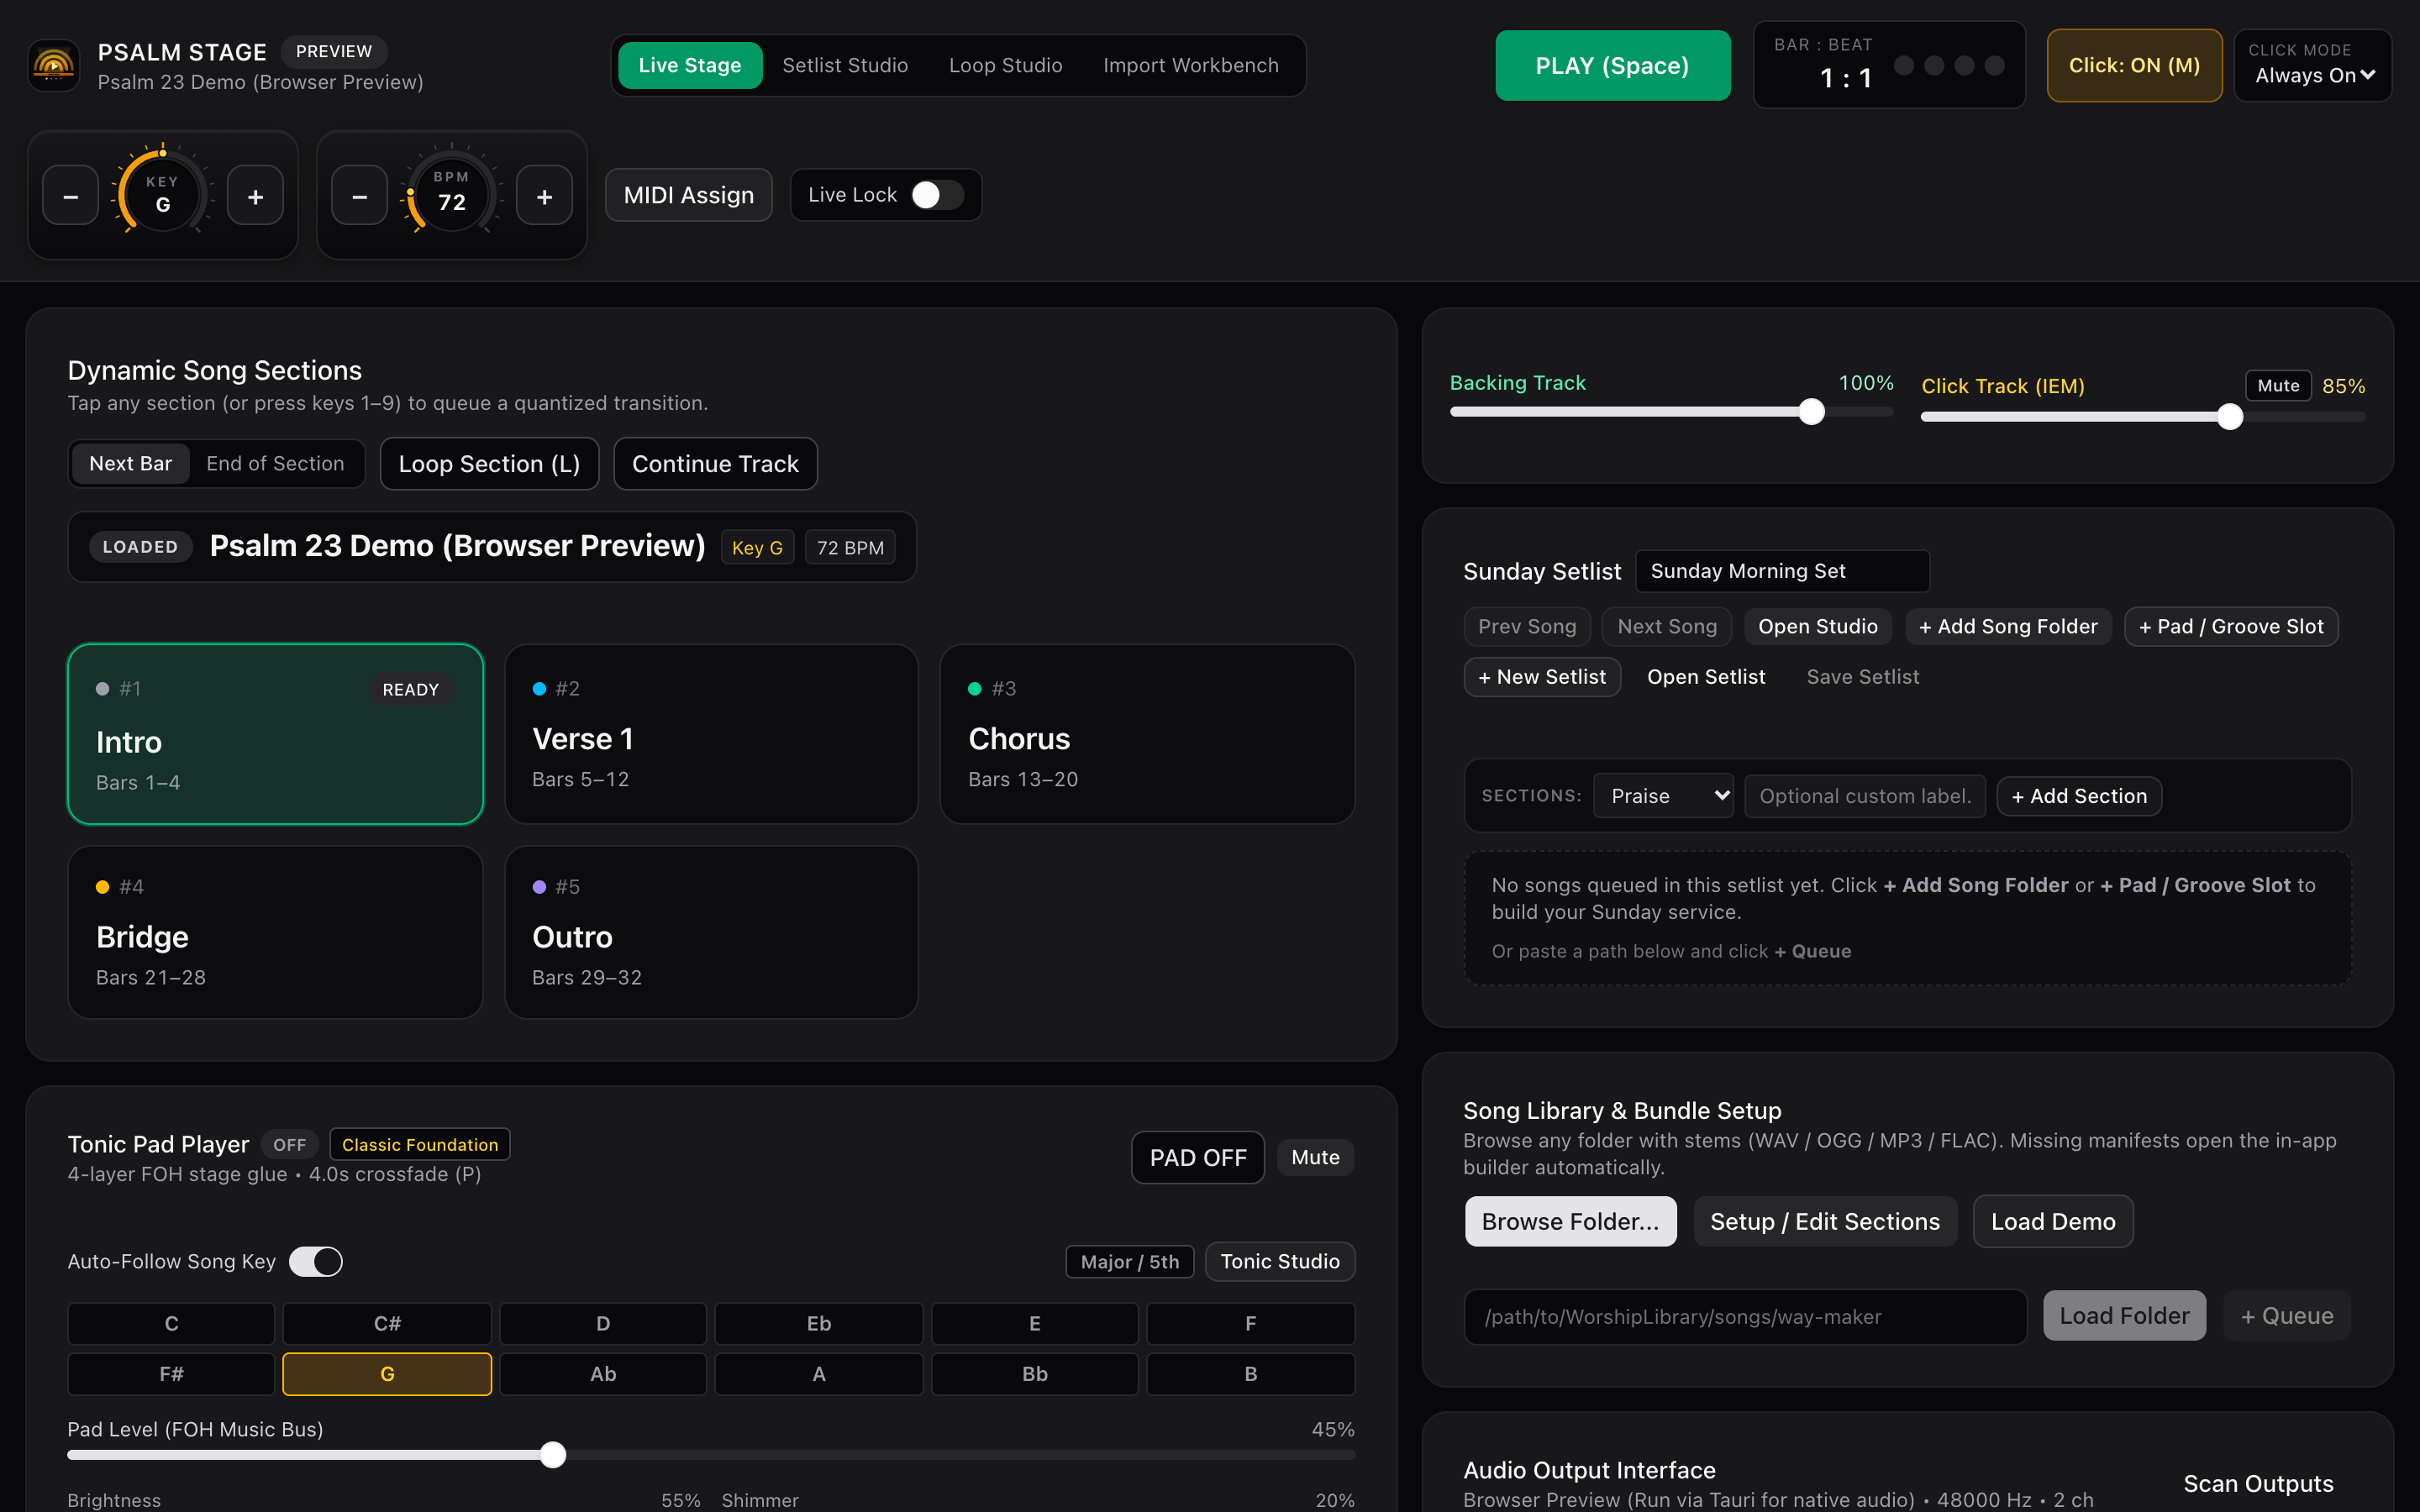 PSALM STAGE PREVIEW
Psalm 23 Demo (Browser Preview)
Live Stage Setlist Studio Loop Studio Import Workbench
PLAY (Space)
BAR : BEAT
1 : 1
Click: ON (M)
CLICK MODE
Always On
− KEY G +
− BPM 72 +
MIDI Assign
Live Lock
Dynamic Song Sections
Tap any section (or press keys 1–9) to queue a quantized transition.
Next Bar End of Section Loop Section (L) Continue Track
LOADED Psalm 23 Demo (Browser Preview) Key G 72 BPM
#1 READY
Intro
Bars 1–4
#2
Verse 1
Bars 5–12
#3
Chorus
Bars 13–20
#4
Bridge
Bars 21–28
#5
Outro
Bars 29–32
Tonic Pad Player OFF Classic Foundation
4-layer FOH stage glue • 4.0s crossfade (P)
PAD OFF Mute
Auto-Follow Song Key
Major / 5th Tonic Studio
C C# D Eb E F
F# G Ab A Bb B
Pad Level (FOH Music Bus) 45%
Brightness 55% Shimmer 20%
Backing Track 100%
Click Track (IEM) Mute 85%
Sunday Setlist Sunday Morning Set
Prev Song Next Song Open Studio + Add Song Folder + Pad / Groove Slot
+ New Setlist Open Setlist Save Setlist
SECTIONS: Praise Optional custom label. + Add Section
No songs queued in this setlist yet. Click + Add Song Folder or + Pad / Groove Slot to
build your Sunday service.
Or paste a path below and click + Queue
Song Library & Bundle Setup
Browse any folder with stems (WAV / OGG / MP3 / FLAC). Missing manifests open the in-app
builder automatically.
Browse Folder... Setup / Edit Sections Load Demo
/path/to/WorshipLibrary/songs/way-maker Load Folder + Queue
Audio Output Interface
Browser Preview (Run via Tauri for native audio) • 48000 Hz • 2 ch
Scan Outputs